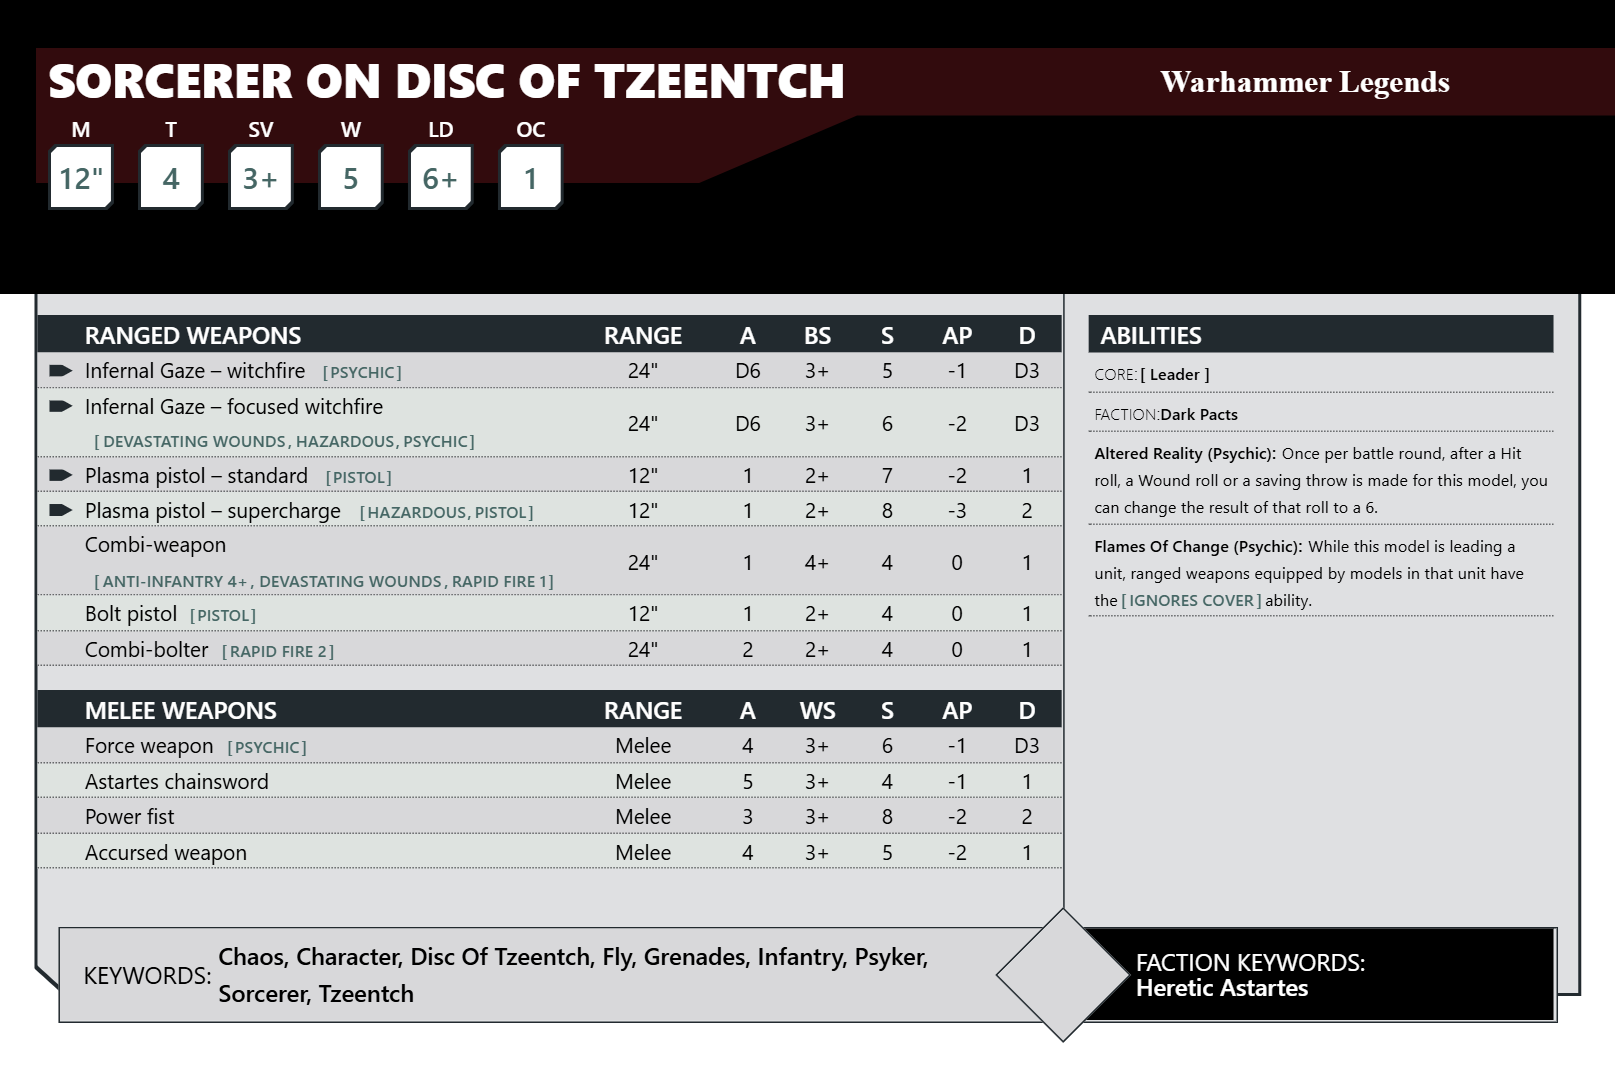 SORCERER ON DISC OF TZEENTCH
Warhammer Legends
M T SV W LD OC
12" 4 3+ 5 6+ 1
RANGED WEAPONS RANGE A BS S AP D
Infernal Gaze – witchfire [PSYCHIC] 24" D6 3+ 5 -1 D3
Infernal Gaze – focused witchfire
[DEVASTATING WOUNDS, HAZARDOUS, PSYCHIC] 24" D6 3+ 6 -2 D3
Plasma pistol – standard [PISTOL] 12" 1 2+ 7 -2 1
Plasma pistol – supercharge [HAZARDOUS, PISTOL] 12" 1 2+ 8 -3 2
Combi-weapon
[ANTI-INFANTRY 4+, DEVASTATING WOUNDS, RAPID FIRE 1] 24" 1 4+ 4 0 1
Bolt pistol [PISTOL] 12" 1 2+ 4 0 1
Combi-bolter [RAPID FIRE 2] 24" 2 2+ 4 0 1
MELEE WEAPONS RANGE A WS S AP D
Force weapon [PSYCHIC] Melee 4 3+ 6 -1 D3
Astartes chainsword Melee 5 3+ 4 -1 1
Power fist Melee 3 3+ 8 -2 2
Accursed weapon Melee 4 3+ 5 -2 1
ABILITIES
CORE: [ Leader ]
FACTION:Dark Pacts
Altered Reality (Psychic): Once per battle round, after a Hit
roll, a Wound roll or a saving throw is made for this model, you
can change the result of that roll to a 6.
Flames Of Change (Psychic): While this model is leading a
unit, ranged weapons equipped by models in that unit have
the [IGNORES COVER] ability.
KEYWORDS: Chaos, Character, Disc Of Tzeentch, Fly, Grenades, Infantry, Psyker,
Sorcerer, Tzeentch
FACTION KEYWORDS:
Heretic Astartes